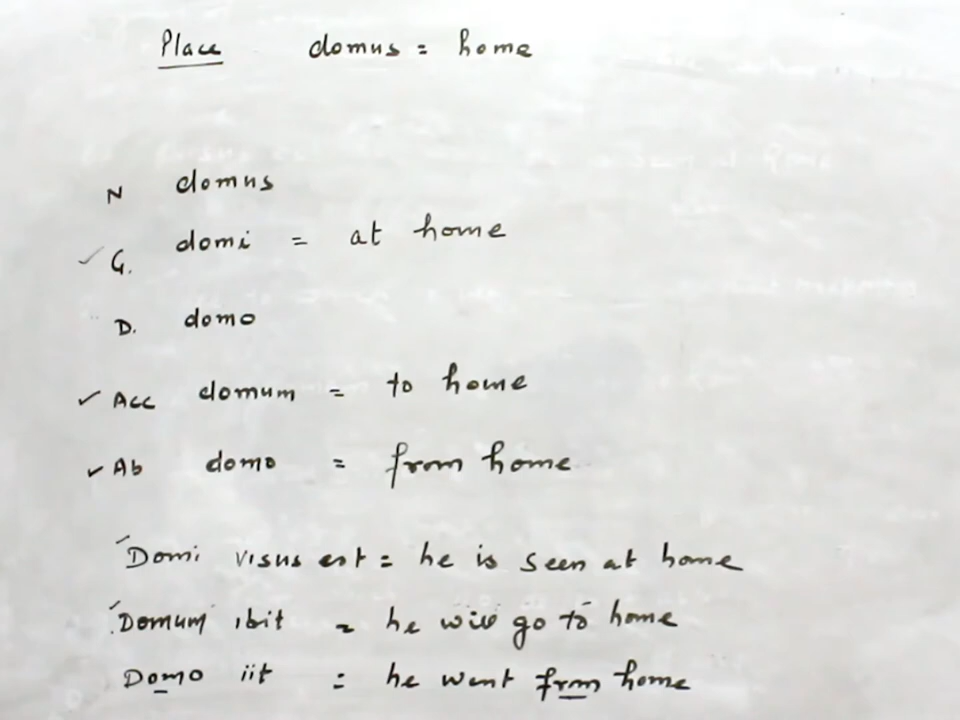 Place domus = home
N domus
✓ G. domi = at home
D. domo
✓ Acc domum = to home
✓ Ab domo = from home
Domi visus est = he is seen at home
Domum ibit = he will go to home
Domo iit = he went from home